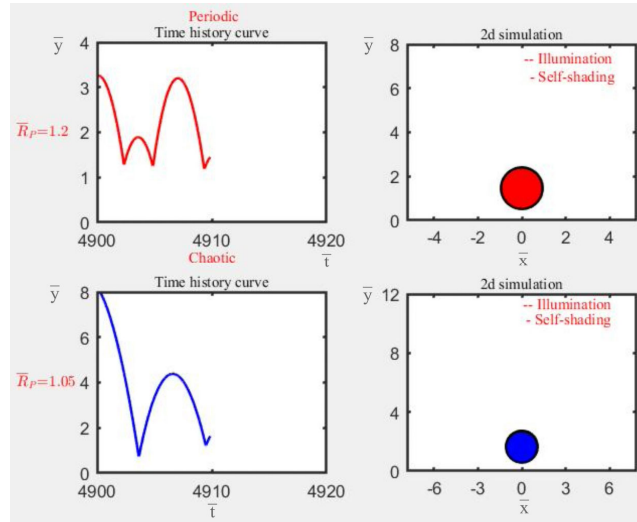 Periodic
Time history curve
2d simulation
y̅
y̅
-- Illumination
- Self-shading
R̅_P=1.2
4
3
2
1
0
8
6
4
2
0
4900 4910 4920
t̅
-4 -2 0 2 4
x̅
Chaotic
Time history curve
2d simulation
y̅
y̅
-- Illumination
- Self-shading
R̅_P=1.05
8
6
4
2
0
12
8
4
0
4900 4910 4920
t̅
-6 -3 0 3 6
x̅